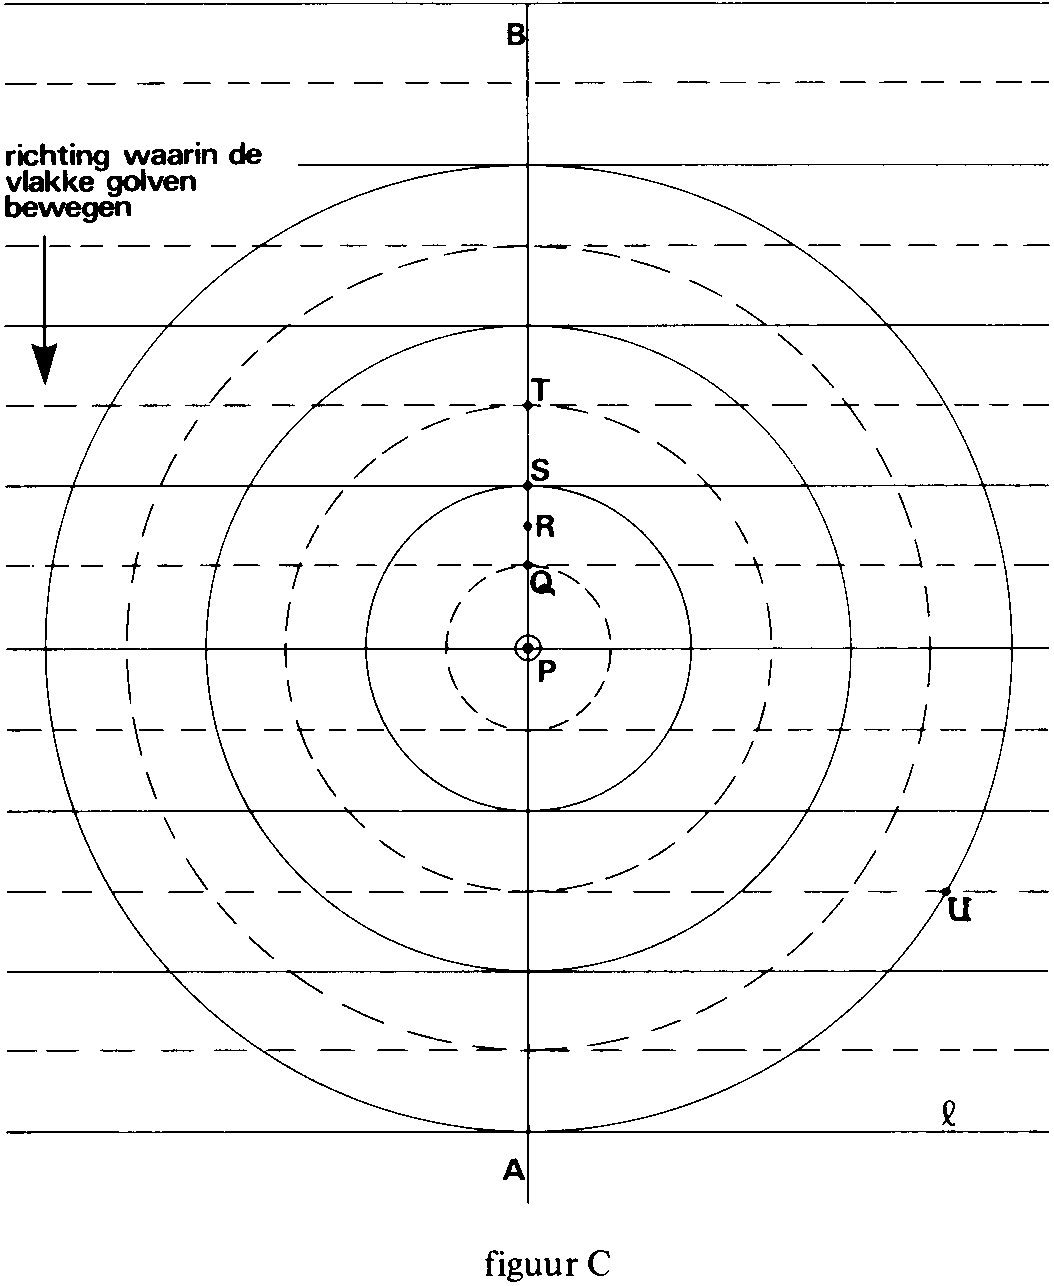 B
richting waarin de
vlakke golven
bewegen
T
S
R
Q
P
U
ℓ
A
figuur C